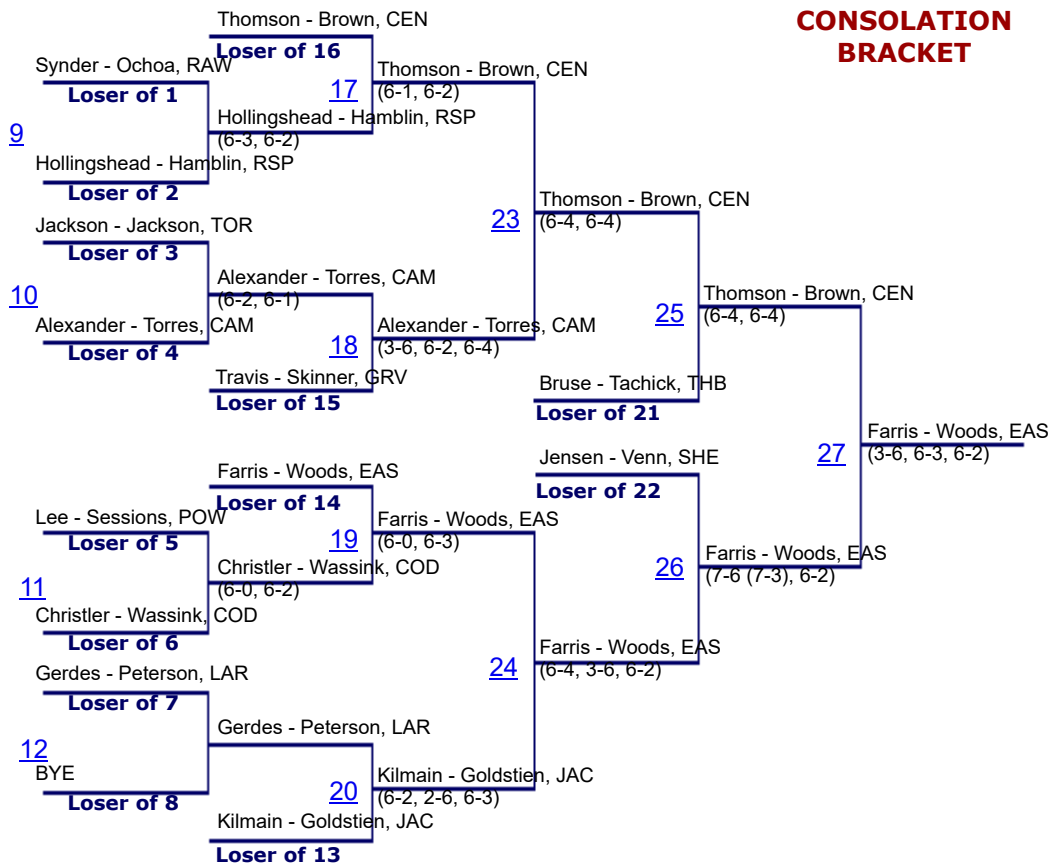 CONSOLATION
BRACKET
Thomson - Brown, CEN
Loser of 16
Synder - Ochoa, RAW
Loser of 1
17
Thomson - Brown, CEN
(6-1, 6-2)
9
Hollingshead - Hamblin, RSP
(6-3, 6-2)
Hollingshead - Hamblin, RSP
Loser of 2
23
Thomson - Brown, CEN
(6-4, 6-4)
Jackson - Jackson, TOR
Loser of 3
10
Alexander - Torres, CAM
(6-2, 6-1)
25
Thomson - Brown, CEN
(6-4, 6-4)
Alexander - Torres, CAM
Loser of 4
18
Alexander - Torres, CAM
(3-6, 6-2, 6-4)
Travis - Skinner, GRV
Loser of 15
Bruse - Tachick, THB
Loser of 21
27
Farris - Woods, EAS
(3-6, 6-3, 6-2)
Farris - Woods, EAS
Loser of 14
Jensen - Venn, SHE
Loser of 22
Lee - Sessions, POW
Loser of 5
19
Farris - Woods, EAS
(6-0, 6-3)
11
Christler - Wassink, COD
(6-0, 6-2)
26
Farris - Woods, EAS
(7-6 (7-3), 6-2)
Christler - Wassink, COD
Loser of 6
24
Farris - Woods, EAS
(6-4, 3-6, 6-2)
Gerdes - Peterson, LAR
Loser of 7
12
Gerdes - Peterson, LAR
BYE
Loser of 8
20
Kilmain - Goldstien, JAC
(6-2, 2-6, 6-3)
Kilmain - Goldstien, JAC
Loser of 13